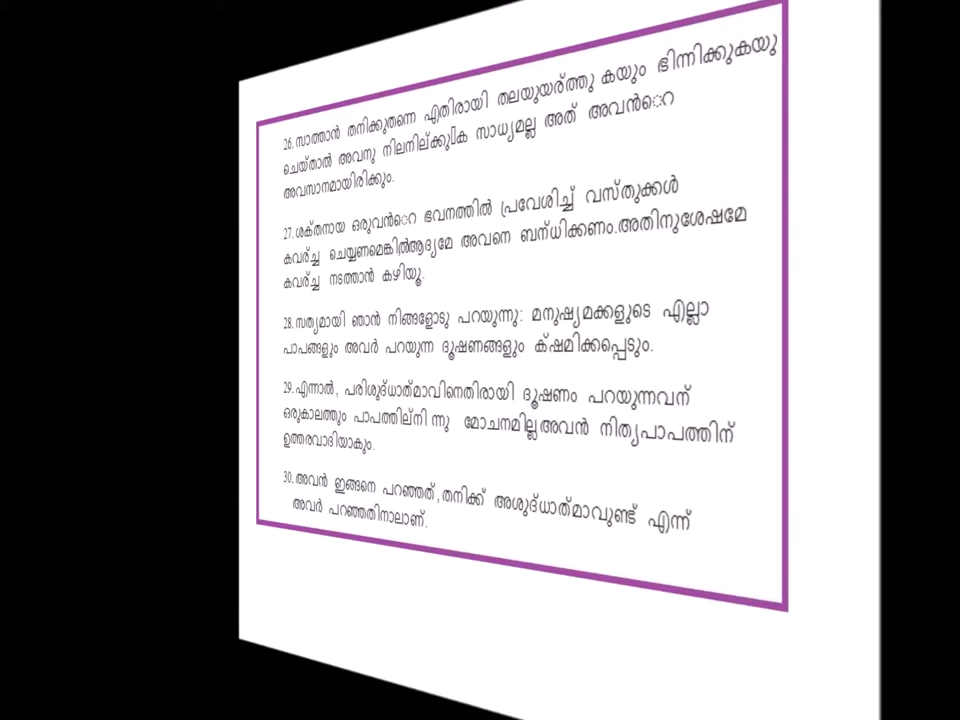 26.സാത്താൻ തനിക്കുതന്നെ എതിരായി തലയുയര്ത്തു കയും ഭിന്നിക്കുകയു
ചെയ്താൽ അവനു നിലനില്ക്കുക സാധ്യമല്ല അത് അവൻെറ
അവസാനമായിരിക്കും.
27.ശക്തനായ ഒരുവൻെറ ഭവനത്തിൽ പ്രവേശിച്ച് വസ്തുക്കൾ
കവര്ച്ച ചെയ്യണമെങ്കിൽആദ്യമേ അവനെ ബന്ധിക്കണം.അതിനുശേഷമേ
കവര്ച്ച നടത്താൻ കഴിയൂ.
28.സത്യമായി ഞാൻ നിങ്ങളോടു പറയുന്നു: മനുഷ്യമക്കളുടെ എല്ലാ
പാപങ്ങളും അവർ പറയുന്ന ദൂഷണങ്ങളും ക്ഷമിക്കപ്പെടും.
29.എന്നാൽ, പരിശുദ്ധാത്മാവിനെതിരായി ദൂഷണം പറയുന്നവന്
ഒരുകാലത്തും പാപത്തില്നി ന്നു മോചനമില്ലഅവൻ നിത്യപാപത്തിന്
ഉത്തരവാദിയാകും.
30.അവൻ ഇങ്ങനെ പറഞ്ഞത്,തനിക്ക് അശുദ്ധാത്മാവുണ്ട് എന്ന്
അവർ പറഞ്ഞതിനാലാണ്.